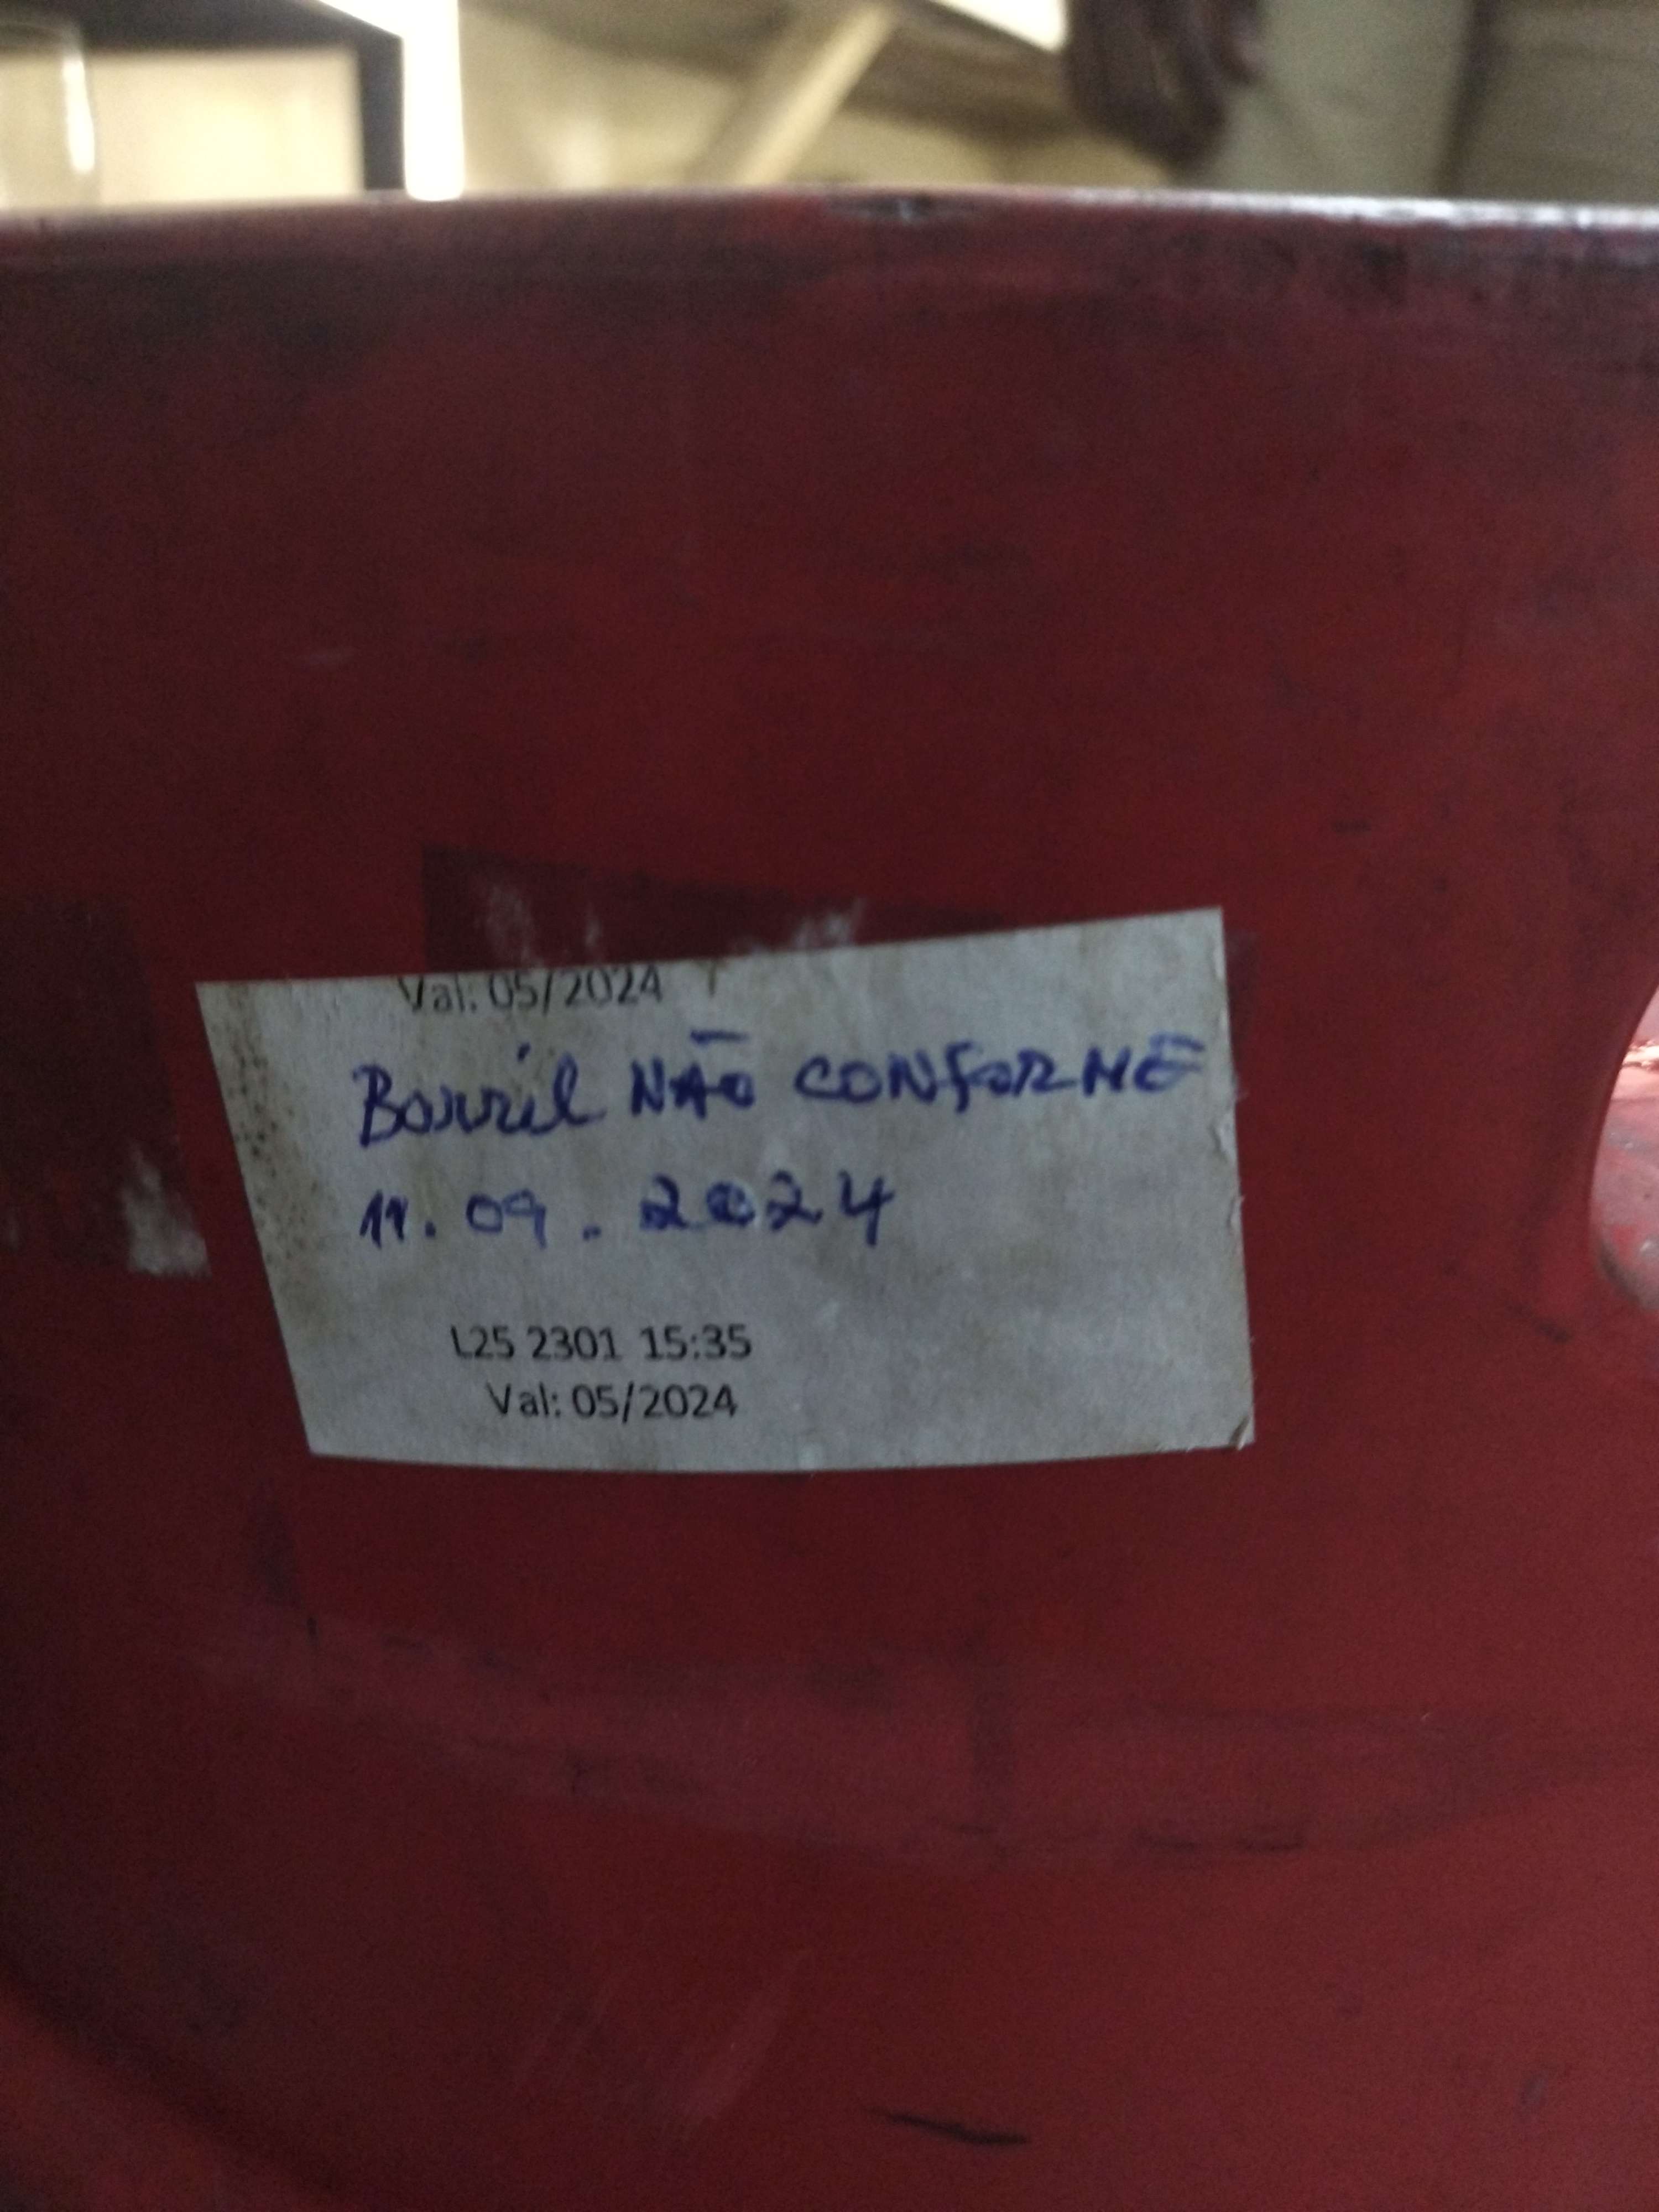 Val: 05/2024
Barril NÃO CONFORME
11.09.2024
L25 2301 15:35
Val: 05/2024